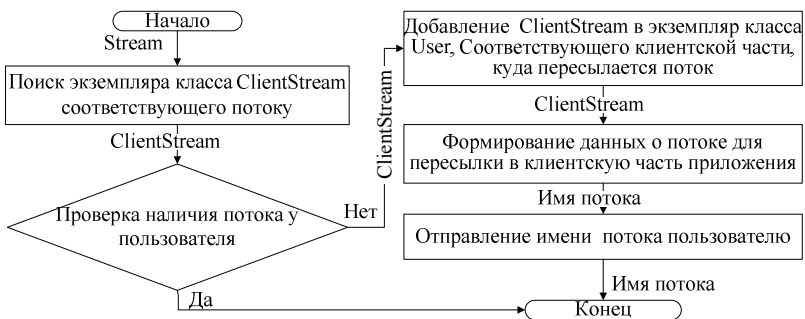 Начало
Stream
Поиск экземпляра класса ClientStream
соответствующего потоку
ClientStream
Проверка наличия потока у
пользователя
Нет
Да
ClientStream
Добавление ClientStream в экземпляр класса
User, Соответствующего клиентской части,
куда пересылается поток
ClientStream
Формирование данных о потоке для
пересылки в клиентскую часть приложения
Имя потока
Отправление имени потока пользователю
Имя потока
Конец